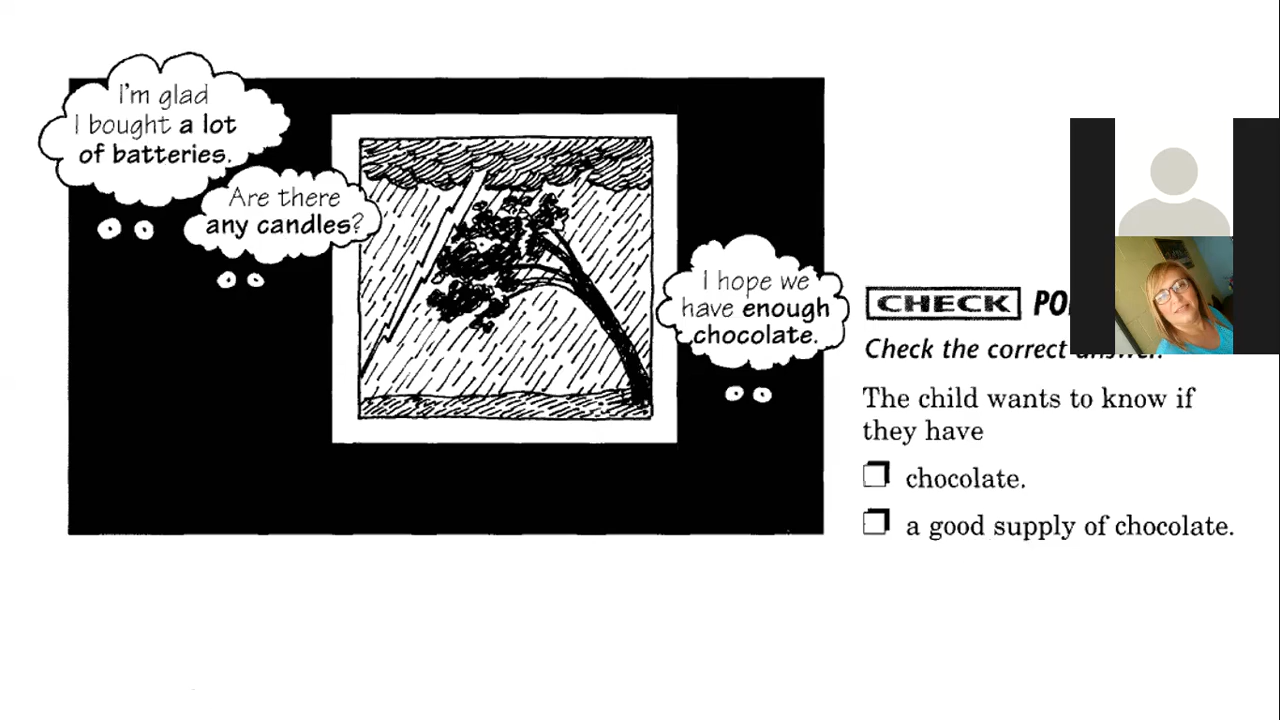 I'm glad
I bought a lot
of batteries.
Are there
any candles?
I hope we
have enough
chocolate.
CHECK
Check the correct
The child wants to know if
they have
chocolate.
a good supply of chocolate.